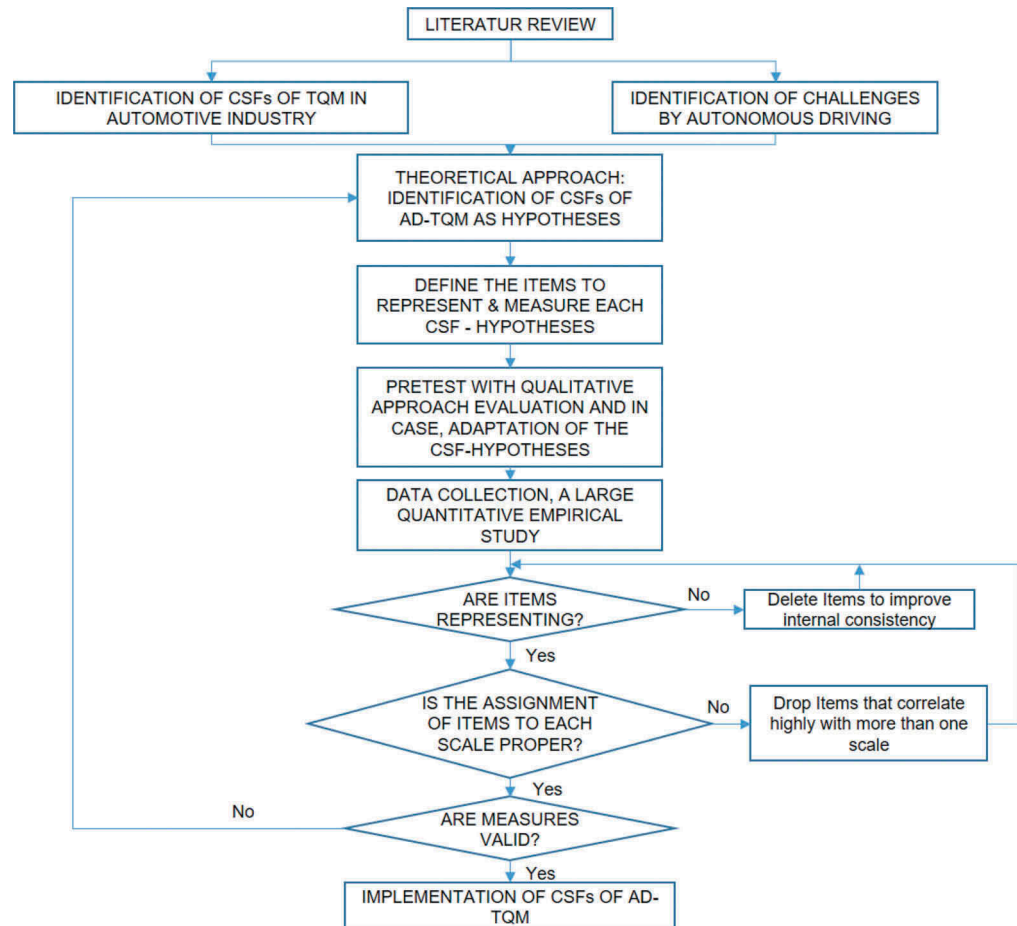 LITERATUR REVIEW
IDENTIFICATION OF CSFs OF TQM IN
AUTOMOTIVE INDUSTRY
IDENTIFICATION OF CHALLENGES
BY AUTONOMOUS DRIVING
THEORETICAL APPROACH:
IDENTIFICATION OF CSFs OF
AD-TQM AS HYPOTHESES
DEFINE THE ITEMS TO
REPRESENT & MEASURE EACH
CSF - HYPOTHESES
PRETEST WITH QUALITATIVE
APPROACH EVALUATION AND IN
CASE, ADAPTATION OF THE
CSF-HYPOTHESES
DATA COLLECTION, A LARGE
QUANTITATIVE EMPIRICAL
STUDY
ARE ITEMS
REPRESENTING?
No
Delete Items to improve
internal consistency
Yes
IS THE ASSIGNMENT
OF ITEMS TO EACH
SCALE PROPER?
No
Drop Items that correlate
highly with more than one
scale
Yes
No
ARE MEASURES
VALID?
Yes
IMPLEMENTATION OF CSFs OF AD-
TQM